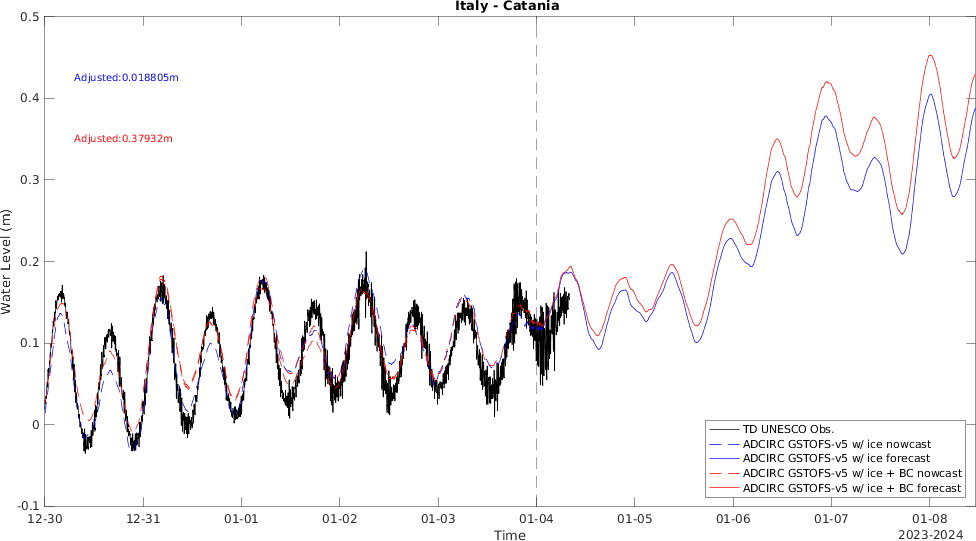 Italy - Catania
0.5
0.4
0.3
0.2
0.1
0
-0.1
Water Level (m)
Adjusted:0.018805m
Adjusted:0.37932m
TD UNESCO Obs.
ADCIRC GSTOFS-v5 w/ ice nowcast
ADCIRC GSTOFS-v5 w/ ice forecast
ADCIRC GSTOFS-v5 w/ ice + BC nowcast
ADCIRC GSTOFS-v5 w/ ice + BC forecast
12-30 12-31 01-01 01-02 01-03 01-04 01-05 01-06 01-07 01-08
Time
2023-2024